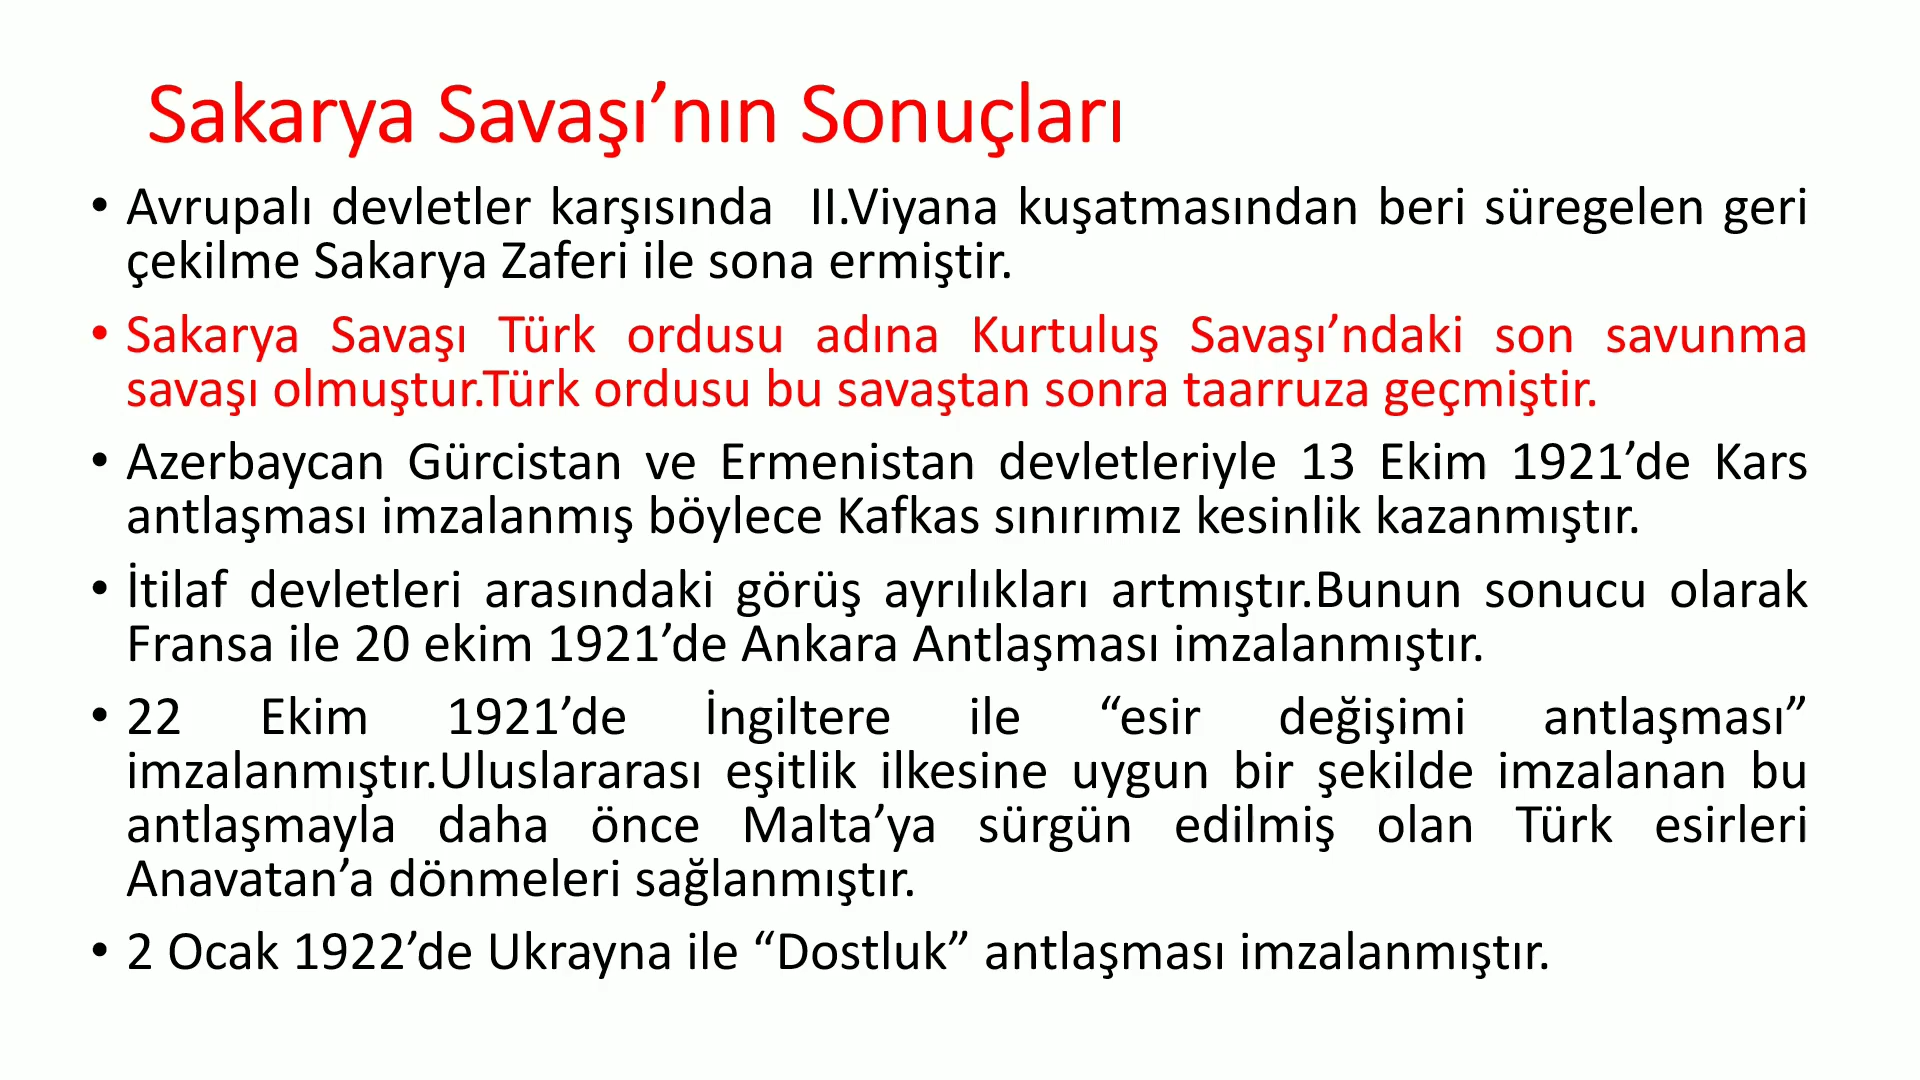 Sakarya Savaşı’nın Sonuçları
• Avrupalı devletler karşısında II.Viyana kuşatmasından beri süregelen geri
çekilme Sakarya Zaferi ile sona ermiştir.
• Sakarya Savaşı Türk ordusu adına Kurtuluş Savaşı’ndaki son savunma
savaşı olmuştur.Türk ordusu bu savaştan sonra taarruza geçmiştir.
• Azerbaycan Gürcistan ve Ermenistan devletleriyle 13 Ekim 1921’de Kars
antlaşması imzalanmış böylece Kafkas sınırımız kesinlik kazanmıştır.
• İtilaf devletleri arasındaki görüş ayrılıkları artmıştır.Bunun sonucu olarak
Fransa ile 20 ekim 1921’de Ankara Antlaşması imzalanmıştır.
• 22 Ekim 1921’de İngiltere ile “esir değişimi antlaşması”
imzalanmıştır.Uluslararası eşitlik ilkesine uygun bir şekilde imzalanan bu
antlaşmayla daha önce Malta’ya sürgün edilmiş olan Türk esirleri
Anavatan’a dönmeleri sağlanmıştır.
• 2 Ocak 1922’de Ukrayna ile “Dostluk” antlaşması imzalanmıştır.